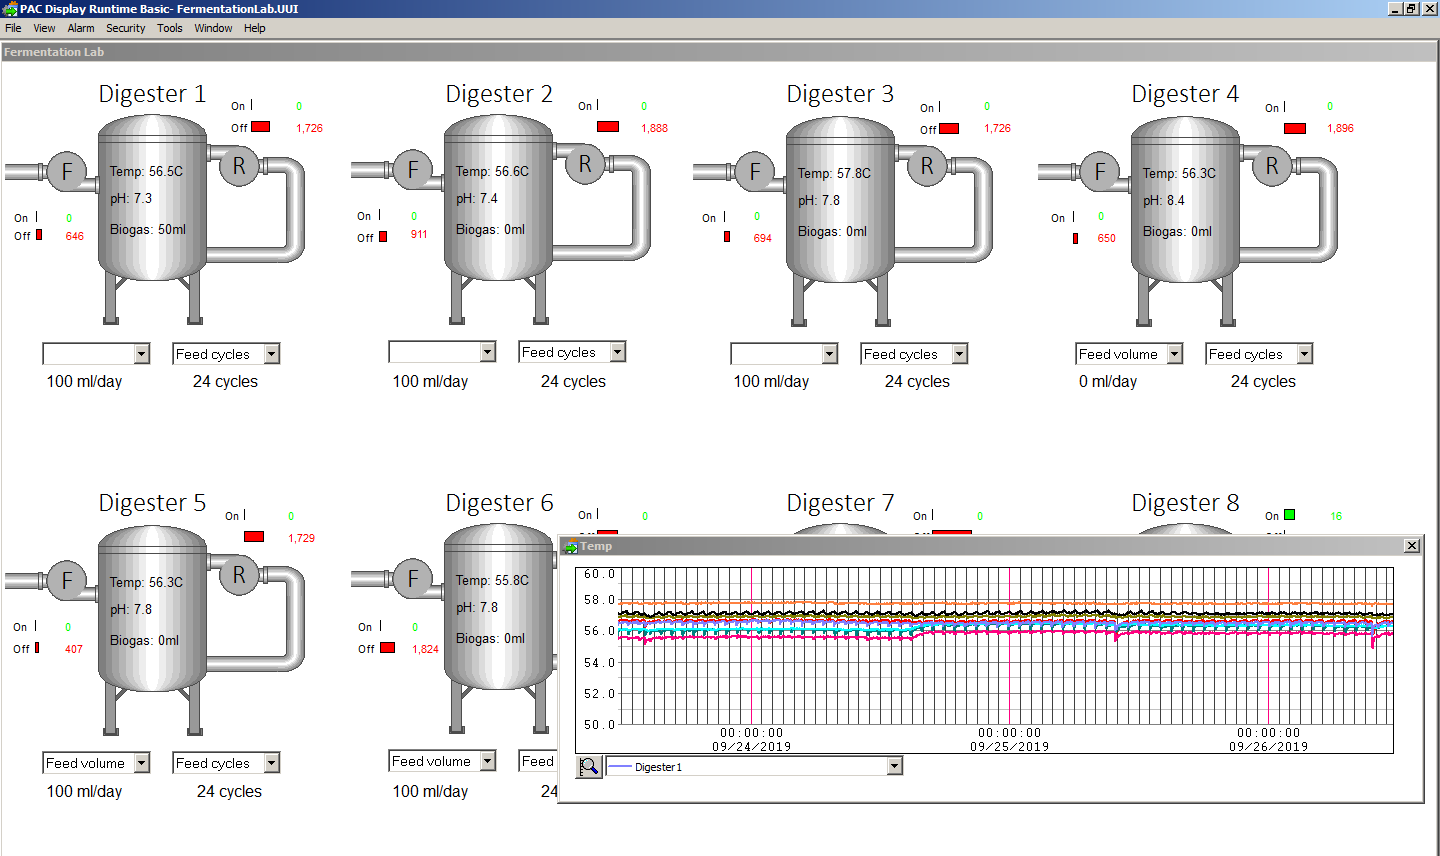 PAC Display Runtime Basic- FermentationLab.UUI
File View Alarm Security Tools Window Help
Fermentation Lab
Digester 1
On 0
Off 1,726
F
R
Temp: 56.5C
pH: 7.3
Biogas: 50ml
On 0
Off 646
Feed cycles
100 ml/day
24 cycles
Digester 2
On 0
1,888
F
R
Temp: 56.6C
pH: 7.4
Biogas: 0ml
On 0
Off 911
Feed cycles
100 ml/day
24 cycles
Digester 3
On 0
Off 1,726
F
R
Temp: 57.8C
pH: 7.8
Biogas: 0ml
On 0
694
Feed cycles
100 ml/day
24 cycles
Digester 4
On 0
1,896
F
R
Temp: 56.3C
pH: 8.4
Biogas: 0ml
On 0
650
Feed volume
Feed cycles
0 ml/day
24 cycles
Digester 5
On 0
1,729
F
R
Temp: 56.3C
pH: 7.8
Biogas: 0ml
On 0
Off 407
Feed volume
Feed cycles
100 ml/day
24 cycles
Digester 6
On 0
F
Temp: 55.8C
pH: 7.8
Biogas: 0ml
On 0
Off 1,824
Feed volume
Feed
100 ml/day
24
Digester 7
On 0
Digester 8
On 16
Temp
60.0
58.0
56.0
54.0
52.0
50.0
00:00:00 00:00:00 00:00:00
09/24/2019 09/25/2019 09/26/2019
Digester1